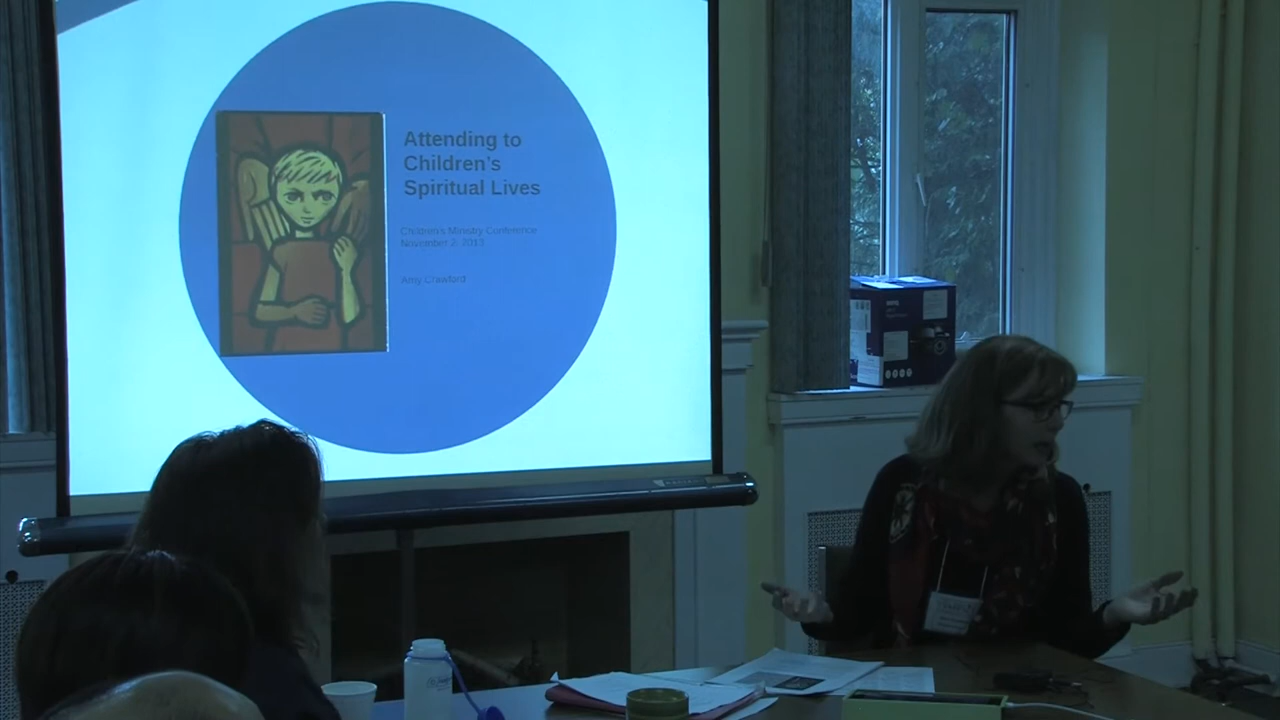 Attending to
Children's
Spiritual Lives
Children's Ministry Conference
November 2, 2013
Amy Crawford